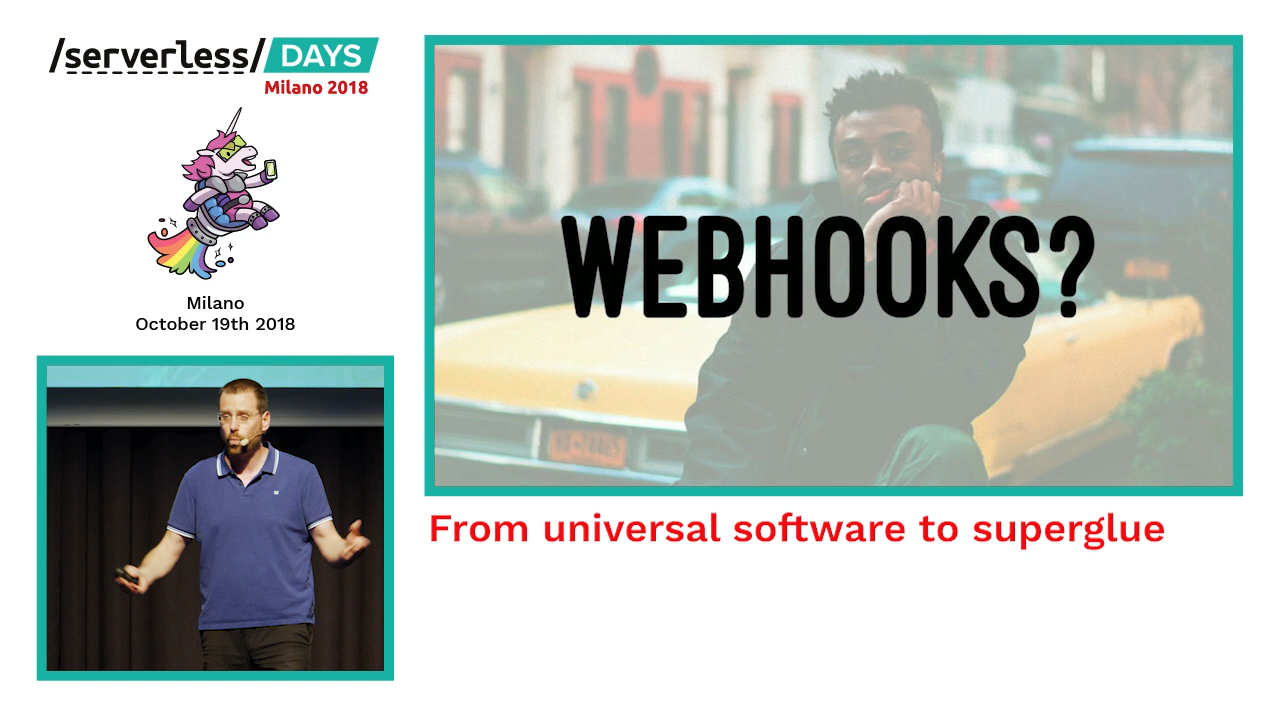 /serverless/ DAYS
Milano 2018
Milano
October 19th 2018
WEBHOOKS?
From universal software to superglue